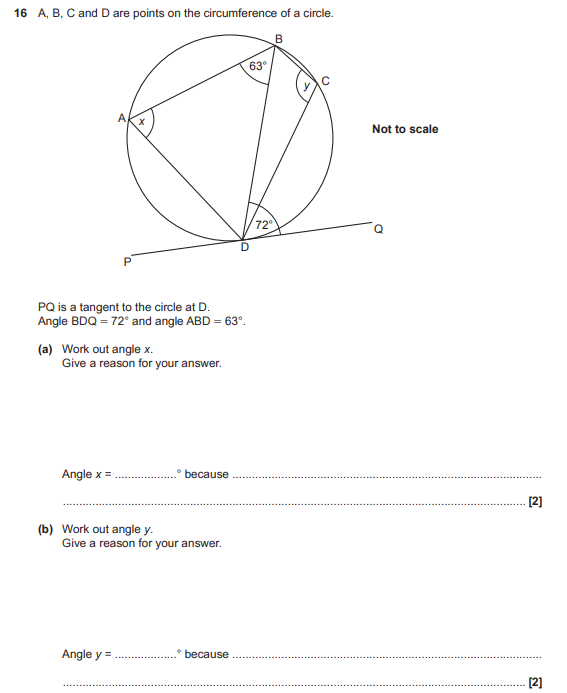 16 A, B, C and D are points on the circumference of a circle.
B
63°
y
C
A
x
Not to scale
72°
Q
D
P
PQ is a tangent to the circle at D.
Angle BDQ = 72° and angle ABD = 63°.
(a) Work out angle x.
Give a reason for your answer.
Angle x = ..................° because ..............................................................................
.............................................................................................................................. [2]
(b) Work out angle y.
Give a reason for your answer.
Angle y = ..................° because ..............................................................................
.............................................................................................................................. [2]